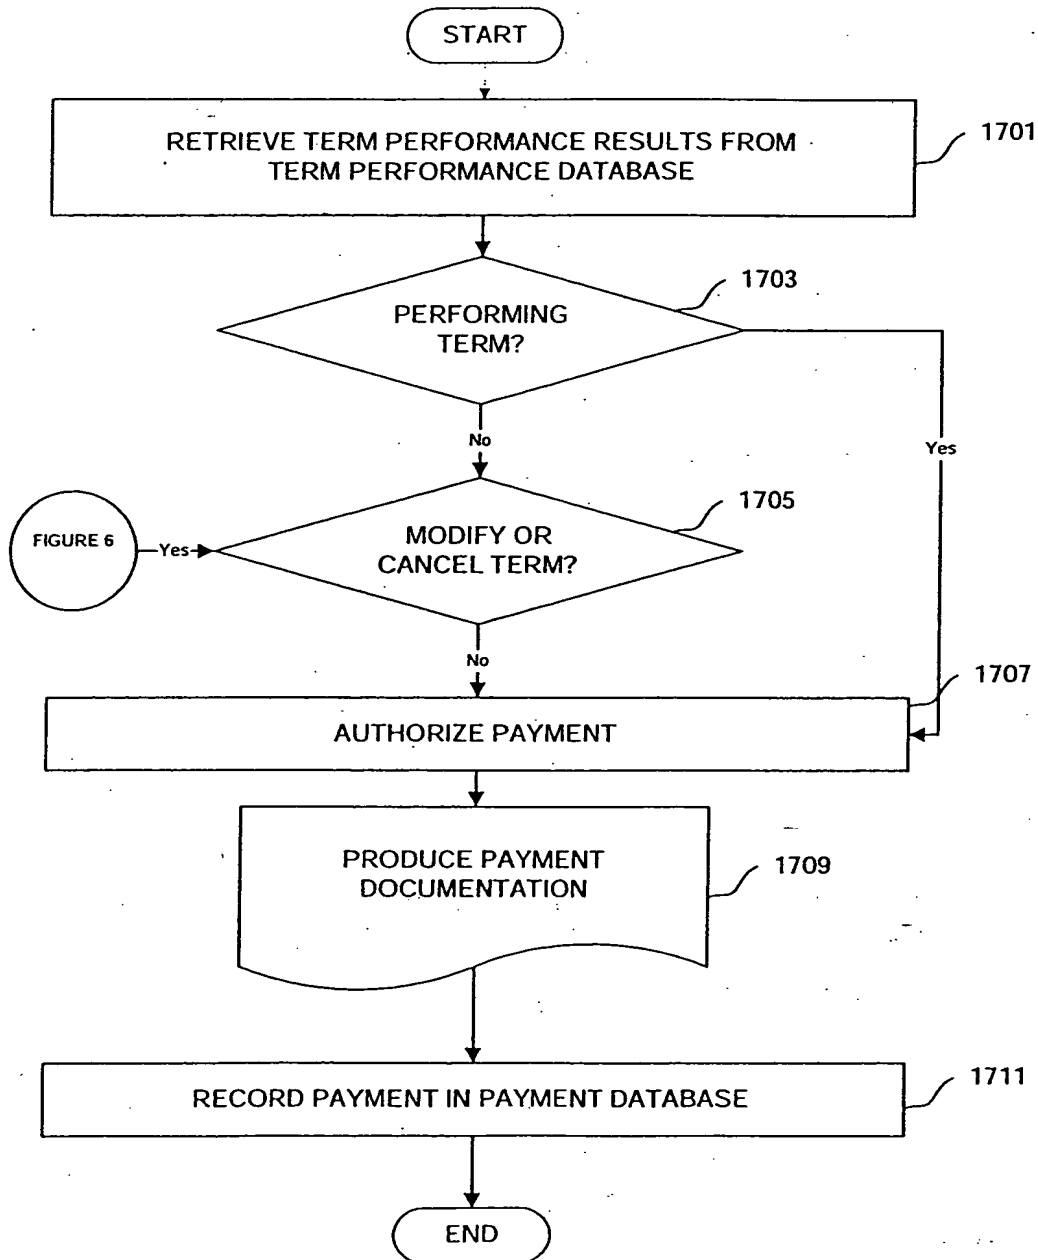 START
RETRIEVE TERM PERFORMANCE RESULTS FROM
TERM PERFORMANCE DATABASE
1701
1703
PERFORMING
TERM?
No
Yes
1705
FIGURE 6
Yes
MODIFY OR
CANCEL TERM?
No
1707
AUTHORIZE PAYMENT
PRODUCE PAYMENT
DOCUMENTATION
1709
1711
RECORD PAYMENT IN PAYMENT DATABASE
END